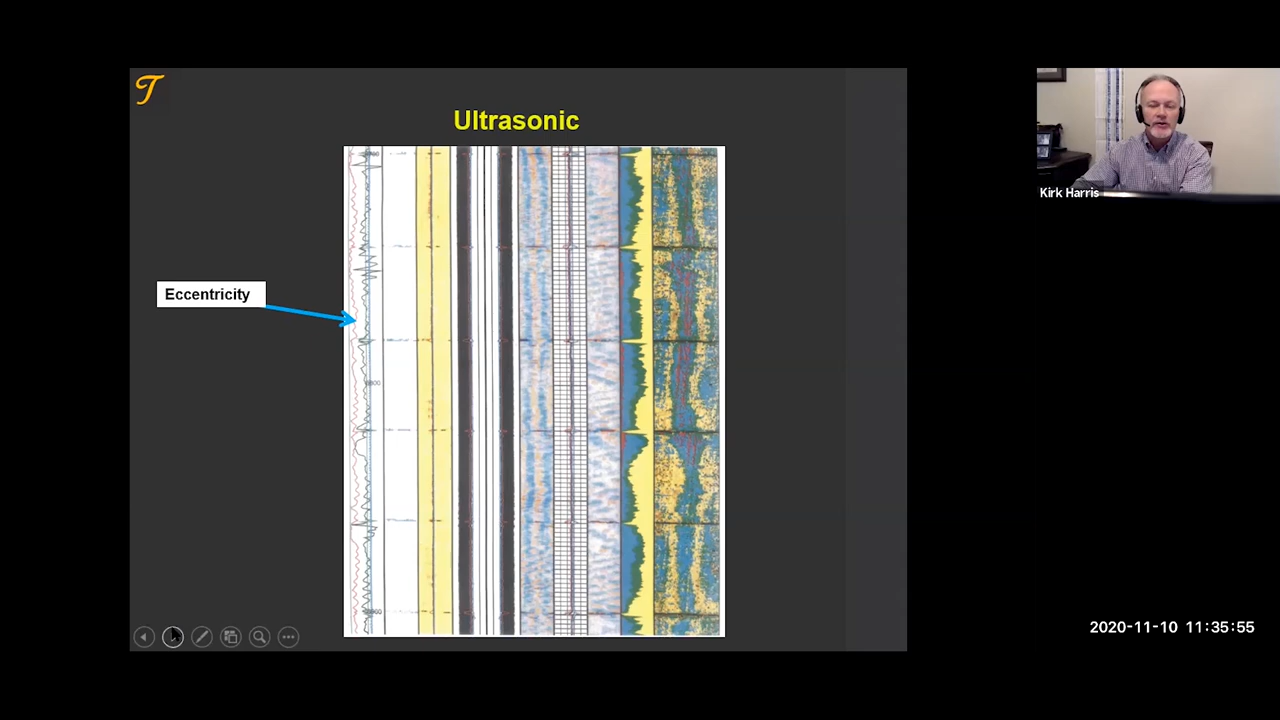 T
Ultrasonic
Eccentricity
Kirk Harris
2020-11-10 11:35:55